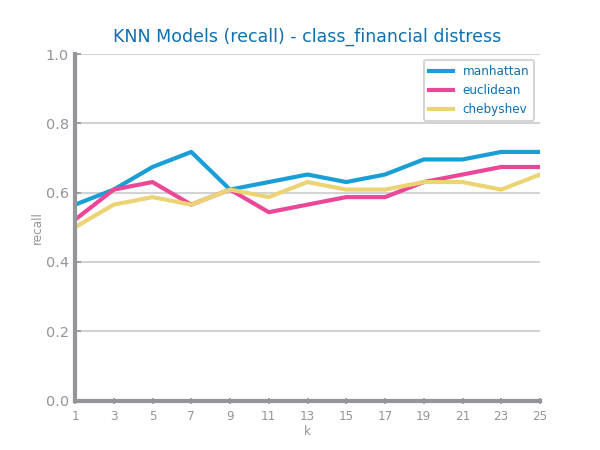 KNN Models (recall) - class_financial distress
manhattan
euclidean
chebyshev
1.0
0.8
0.6
0.4
0.2
0.0
recall
1 3 5 7 9 11 13 15 17 19 21 23 25
k